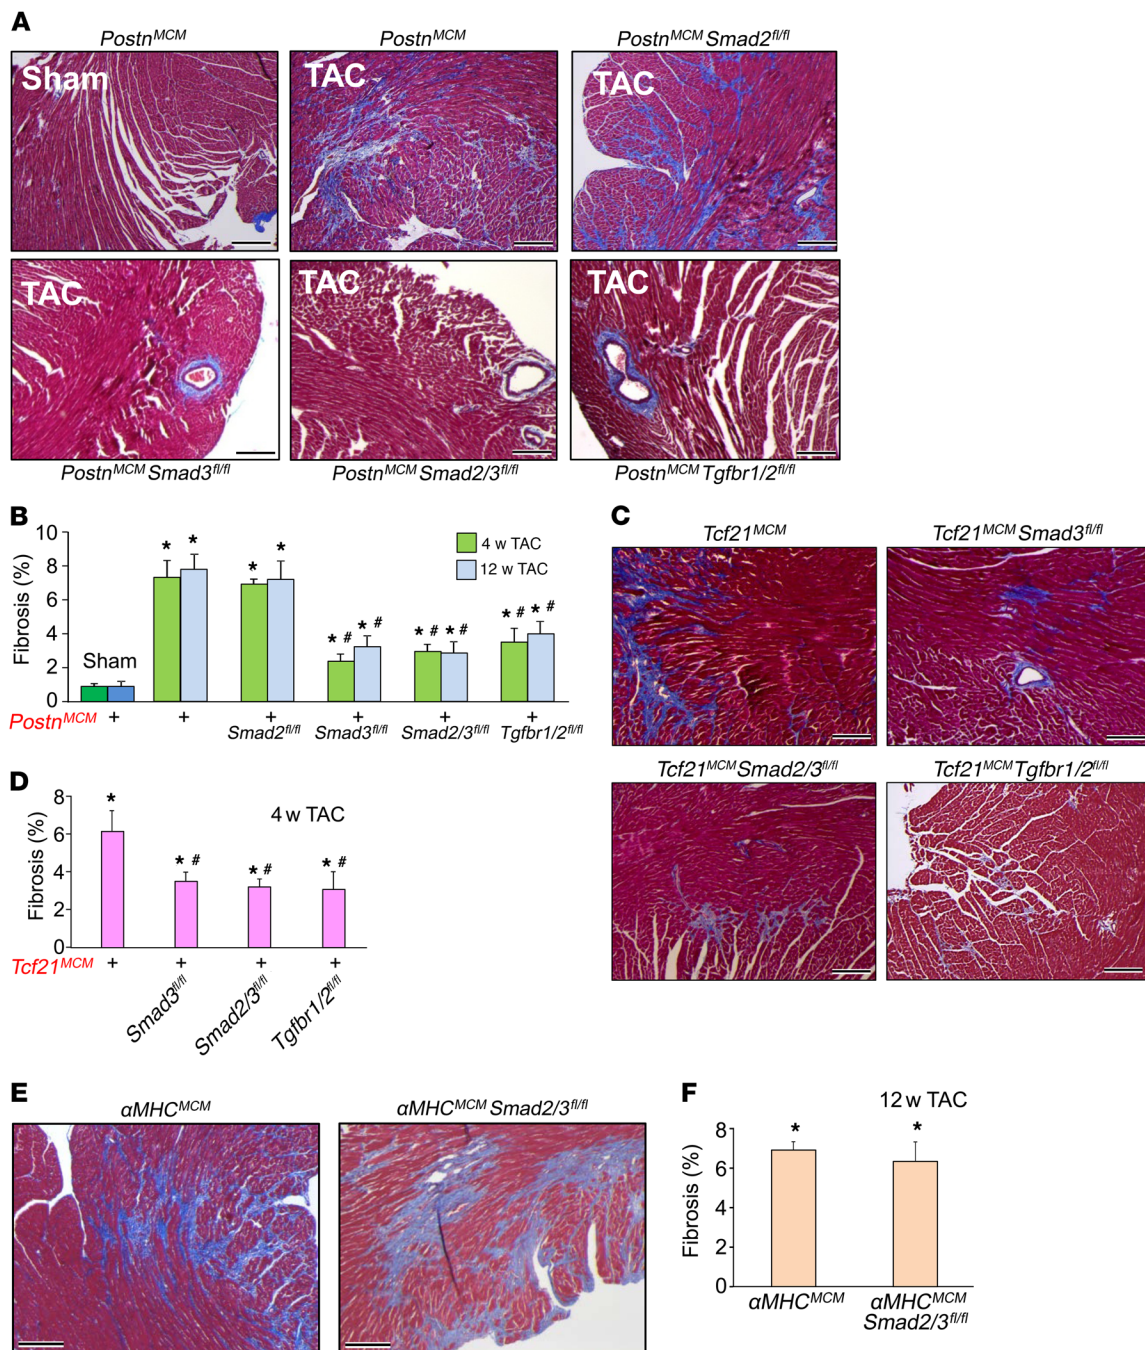 A
Postn^MCM Postn^MCM Postn^MCM Smad2^fl/fl
Sham TAC TAC
TAC TAC TAC
Postn^MCM Smad3^fl/fl Postn^MCM Smad2/3^fl/fl Postn^MCM Tgfbr1/2^fl/fl
B
Fibrosis (%)
10
8
6
4
2
0
4 w TAC
12 w TAC
* * * * * # * # * # * # * # * #
Sham
Postn^MCM + + + + + +
Smad2^fl/fl Smad3^fl/fl Smad2/3^fl/fl Tgfbr1/2^fl/fl
C
Tcf21^MCM Tcf21^MCM Smad3^fl/fl
Tcf21^MCM Smad2/3^fl/fl Tcf21^MCM Tgfbr1/2^fl/fl
D
Fibrosis (%)
8
6
4
2
0
4 w TAC
* * # * # * #
Tcf21^MCM + + + +
Smad3^fl/fl Smad2/3^fl/fl Tgfbr1/2^fl/fl
E
αMHC^MCM αMHC^MCM Smad2/3^fl/fl
F
12 w TAC
Fibrosis (%)
8
6
4
2
0
* *
αMHC^MCM αMHC^MCM
Smad2/3^fl/fl